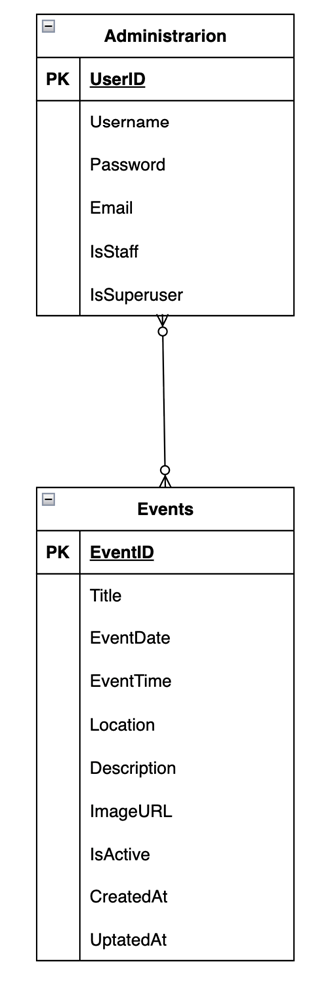 Administrarion
PK UserID
Username
Password
Email
IsStaff
IsSuperuser
Events
PK EventID
Title
EventDate
EventTime
Location
Description
ImageURL
IsActive
CreatedAt
UptatedAt